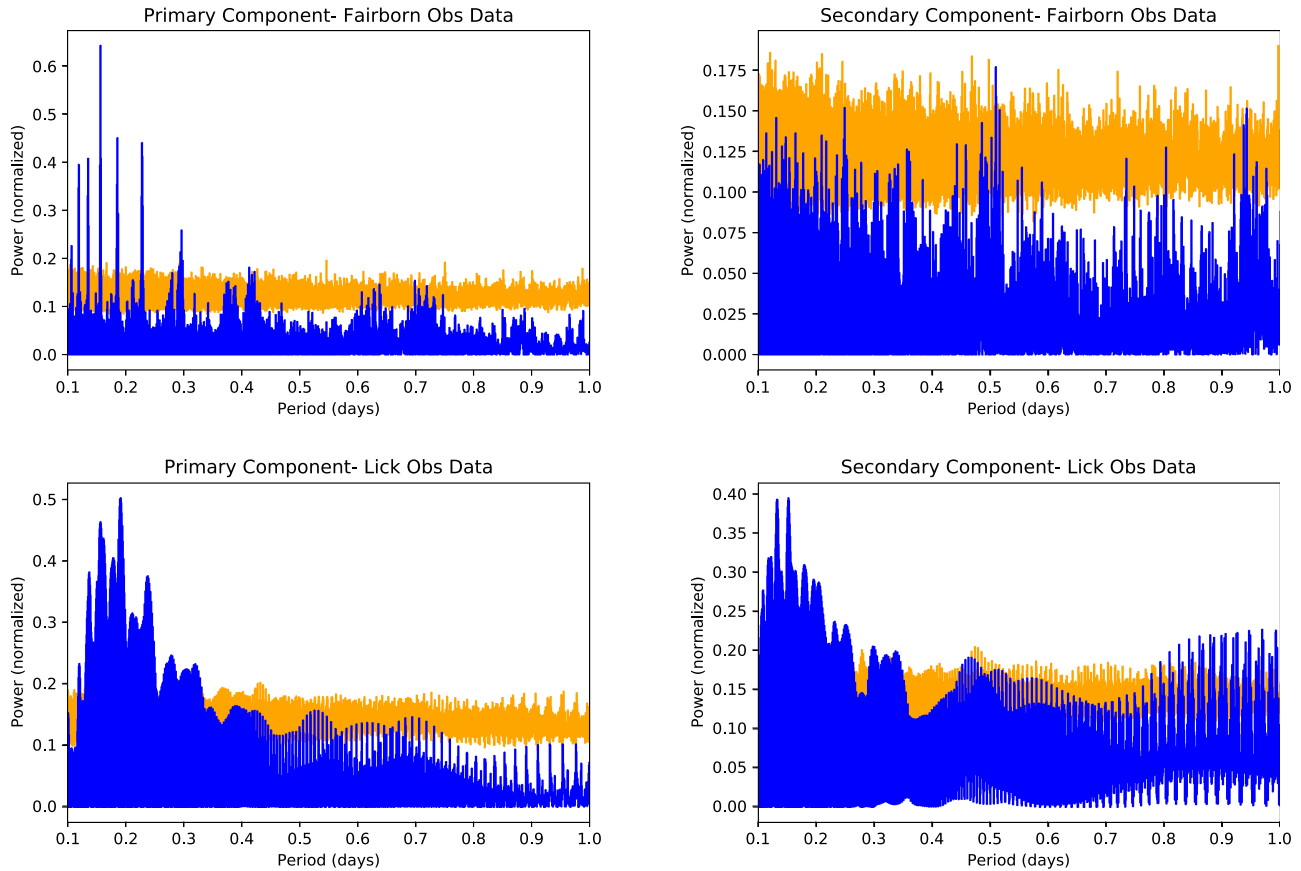 Primary Component- Fairborn Obs Data
Power (normalized)
0.6
0.5
0.4
0.3
0.2
0.1
0.0
0.1 0.2 0.3 0.4 0.5 0.6 0.7 0.8 0.9 1.0
Period (days)
Secondary Component- Fairborn Obs Data
Power (normalized)
0.175
0.150
0.125
0.100
0.075
0.050
0.025
0.000
0.1 0.2 0.3 0.4 0.5 0.6 0.7 0.8 0.9 1.0
Period (days)
Primary Component- Lick Obs Data
Power (normalized)
0.5
0.4
0.3
0.2
0.1
0.0
0.1 0.2 0.3 0.4 0.5 0.6 0.7 0.8 0.9 1.0
Period (days)
Secondary Component- Lick Obs Data
Power (normalized)
0.40
0.35
0.30
0.25
0.20
0.15
0.10
0.05
0.00
0.1 0.2 0.3 0.4 0.5 0.6 0.7 0.8 0.9 1.0
Period (days)